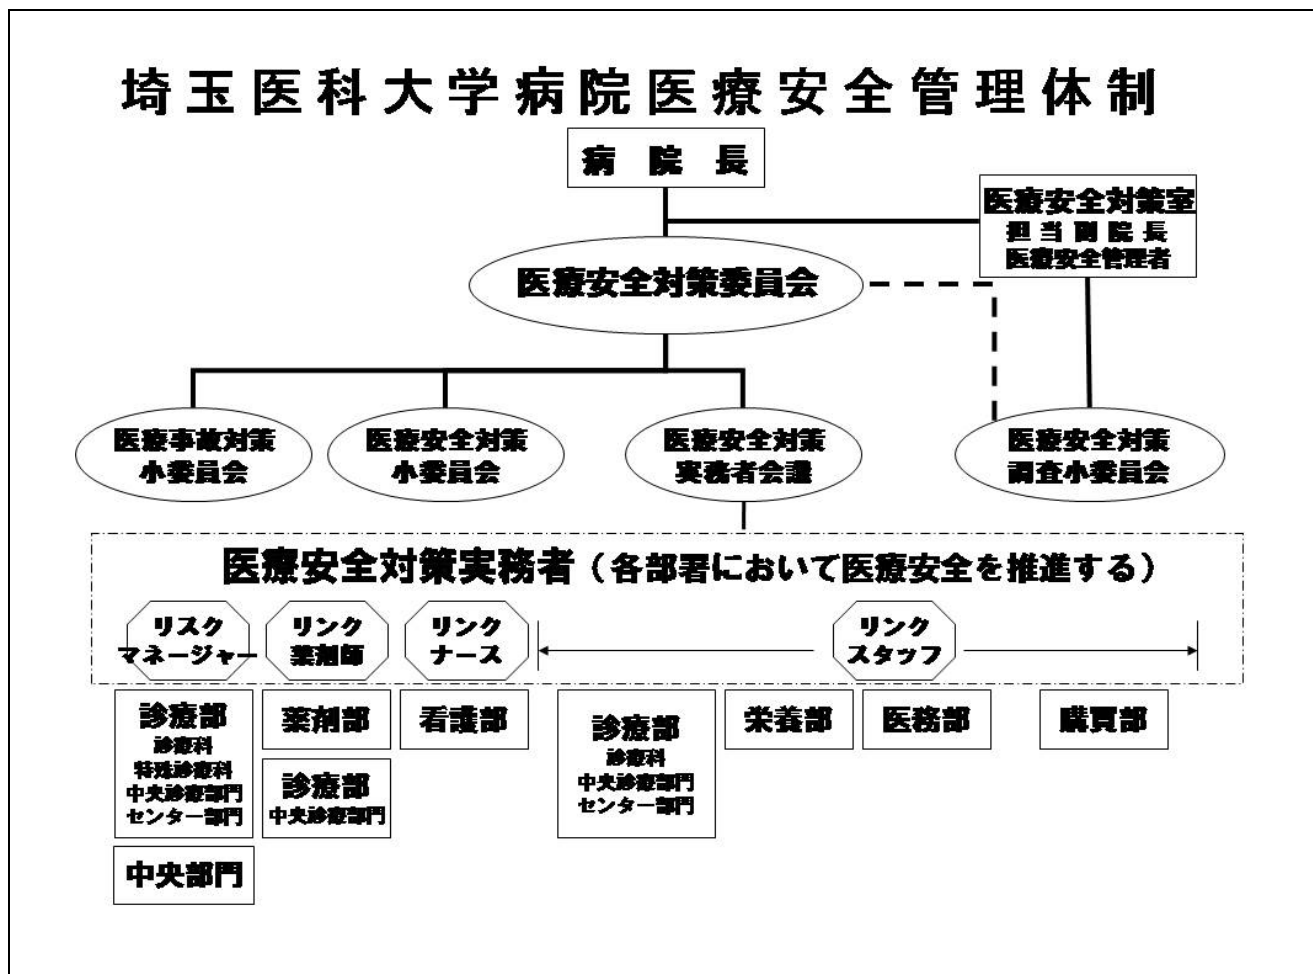 埼玉医科大学病院医療安全管理体制
病院長
医療安全対策室
担当副院長
医療安全管理者
医療安全対策委員会
医療事故対策
小委員会
医療安全対策
小委員会
医療安全対策
実務者会議
医療安全対策
調査小委員会
医療安全対策実務者（各部署において医療安全を推進する）
リスク
マネージャー
リンク
薬剤師
リンク
ナース
リンク
スタッフ
診療部
診療科
特殊診療科
中央診療部門
センター部門
中央部門
薬剤部
診療部
中央診療部門
看護部
診療部
診療科
中央診療部門
センター部門
栄養部
医務部
購買部